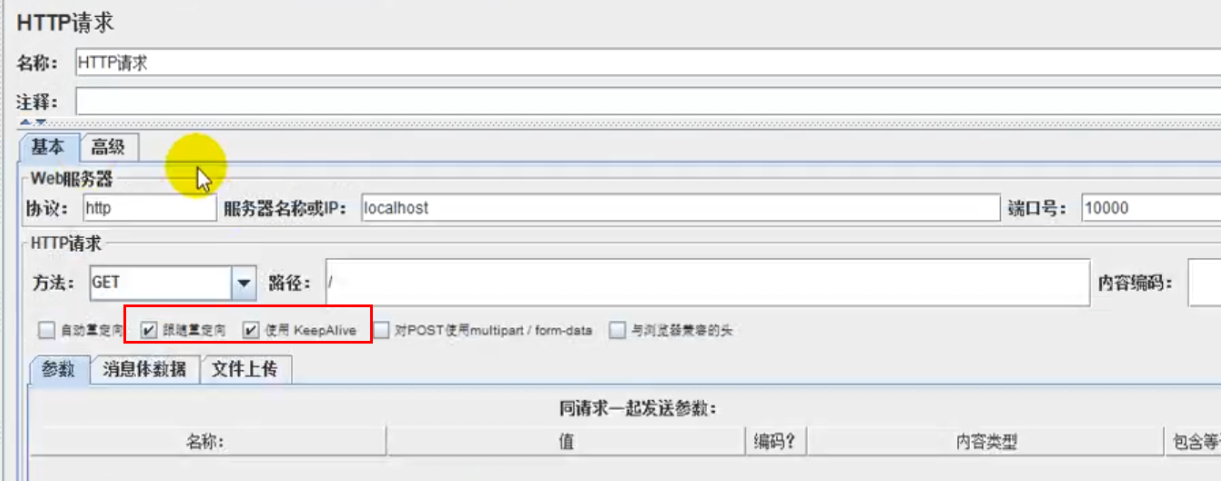 HTTP请求
名称： HTTP请求
注释：
基本 高级
Web服务器
协议： http 服务器名称或IP： localhost 端口号： 10000
HTTP请求
方法： GET 路径： / 内容编码：
自动重定向 跟随重定向 使用 KeepAlive 对POST使用multipart / form-data 与浏览器兼容的头
参数 消息体数据 文件上传
同请求一起发送参数：
名称： 值 编码？ 内容类型 包含等